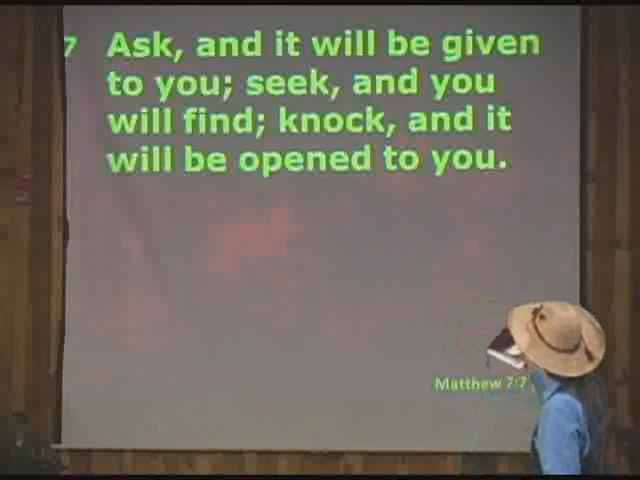 7 Ask, and it will be given
to you; seek, and you
will find; knock, and it
will be opened to you.
Matthew 7:7